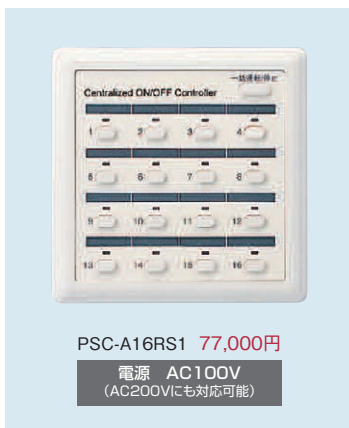 一括運転/停止
Centralized ON/OFF Controller
1 2 3 4
5 6 7 8
9 10 11 12
13 14 15 16
PSC-A16RS1 77,000円
電源 AC100V
（AC200Vにも対応可能）